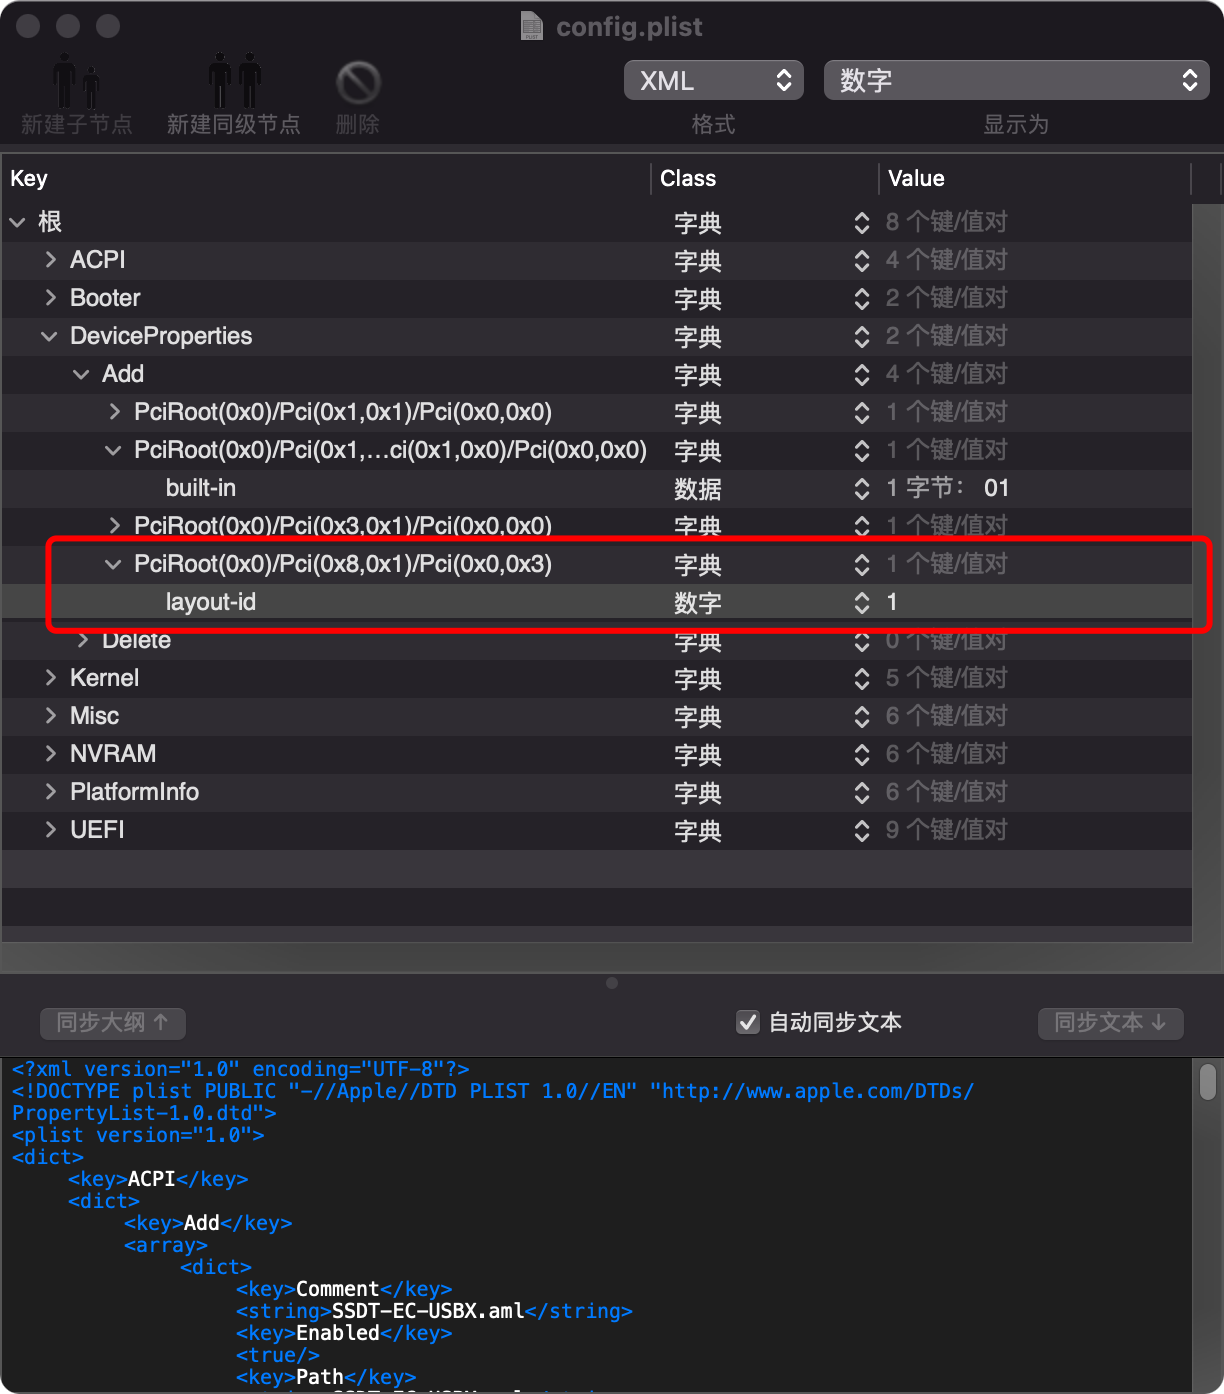 config.plist
新建子节点 新建同级节点 删除 XML 格式 数字 显示为
Key Class Value
根 字典 8 个键/值对
ACPI 字典 4 个键/值对
Booter 字典 2 个键/值对
DeviceProperties 字典 2 个键/值对
Add 字典 4 个键/值对
PciRoot(0x0)/Pci(0x1,0x1)/Pci(0x0,0x0) 字典 1 个键/值对
PciRoot(0x0)/Pci(0x1,…ci(0x1,0x0)/Pci(0x0,0x0) 字典 1 个键/值对
built-in 数据 1 字节： 01
PciRoot(0x0)/Pci(0x3,0x1)/Pci(0x0,0x0) 字典 1 个键/值对
PciRoot(0x0)/Pci(0x8,0x1)/Pci(0x0,0x3) 字典 1 个键/值对
layout-id 数字 1
Delete 字典 0 个键/值对
Kernel 字典 5 个键/值对
Misc 字典 6 个键/值对
NVRAM 字典 6 个键/值对
PlatformInfo 字典 6 个键/值对
UEFI 字典 9 个键/值对
同步大纲 ↑ 自动同步文本 同步文本 ↓
<?xml version="1.0" encoding="UTF-8"?>
<!DOCTYPE plist PUBLIC "-//Apple//DTD PLIST 1.0//EN" "http://www.apple.com/DTDs/
PropertyList-1.0.dtd">
<plist version="1.0">
<dict>
<key>ACPI</key>
<dict>
<key>Add</key>
<array>
<dict>
<key>Comment</key>
<string>SSDT-EC-USBX.aml</string>
<key>Enabled</key>
<true/>
<key>Path</key>